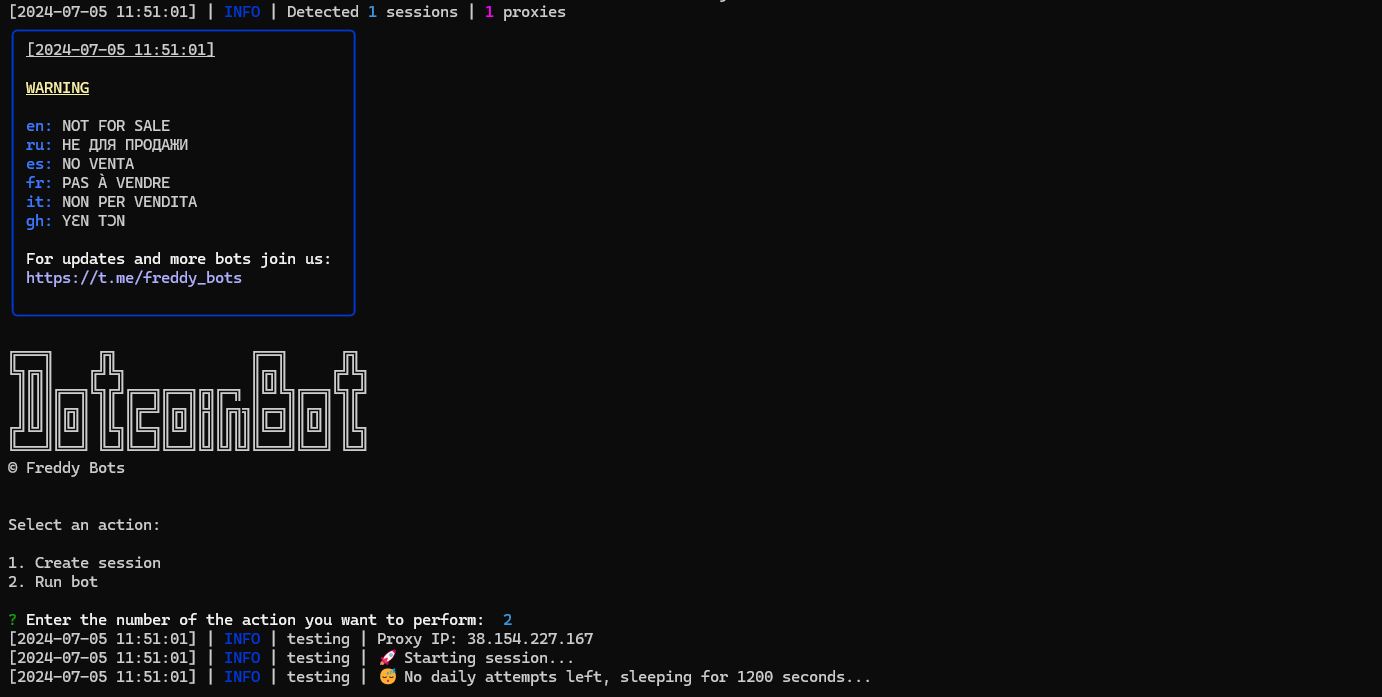 [2024-07-05 11:51:01] | INFO | Detected 1 sessions | 1 proxies
[2024-07-05 11:51:01]
WARNING
en: NOT FOR SALE
ru: НЕ ДЛЯ ПРОДАЖИ
es: NO VENTA
fr: PAS À VENDRE
it: NON PER VENDITA
gh: YƐN TƆN
For updates and more bots join us:
https://t.me/freddy_bots
DotcoinBot
© Freddy Bots
Select an action:
1. Create session
2. Run bot
? Enter the number of the action you want to perform: 2
[2024-07-05 11:51:01] | INFO | testing | Proxy IP: 38.154.227.167
[2024-07-05 11:51:01] | INFO | testing | 🚀 Starting session...
[2024-07-05 11:51:01] | INFO | testing | 😴 No daily attempts left, sleeping for 1200 seconds...